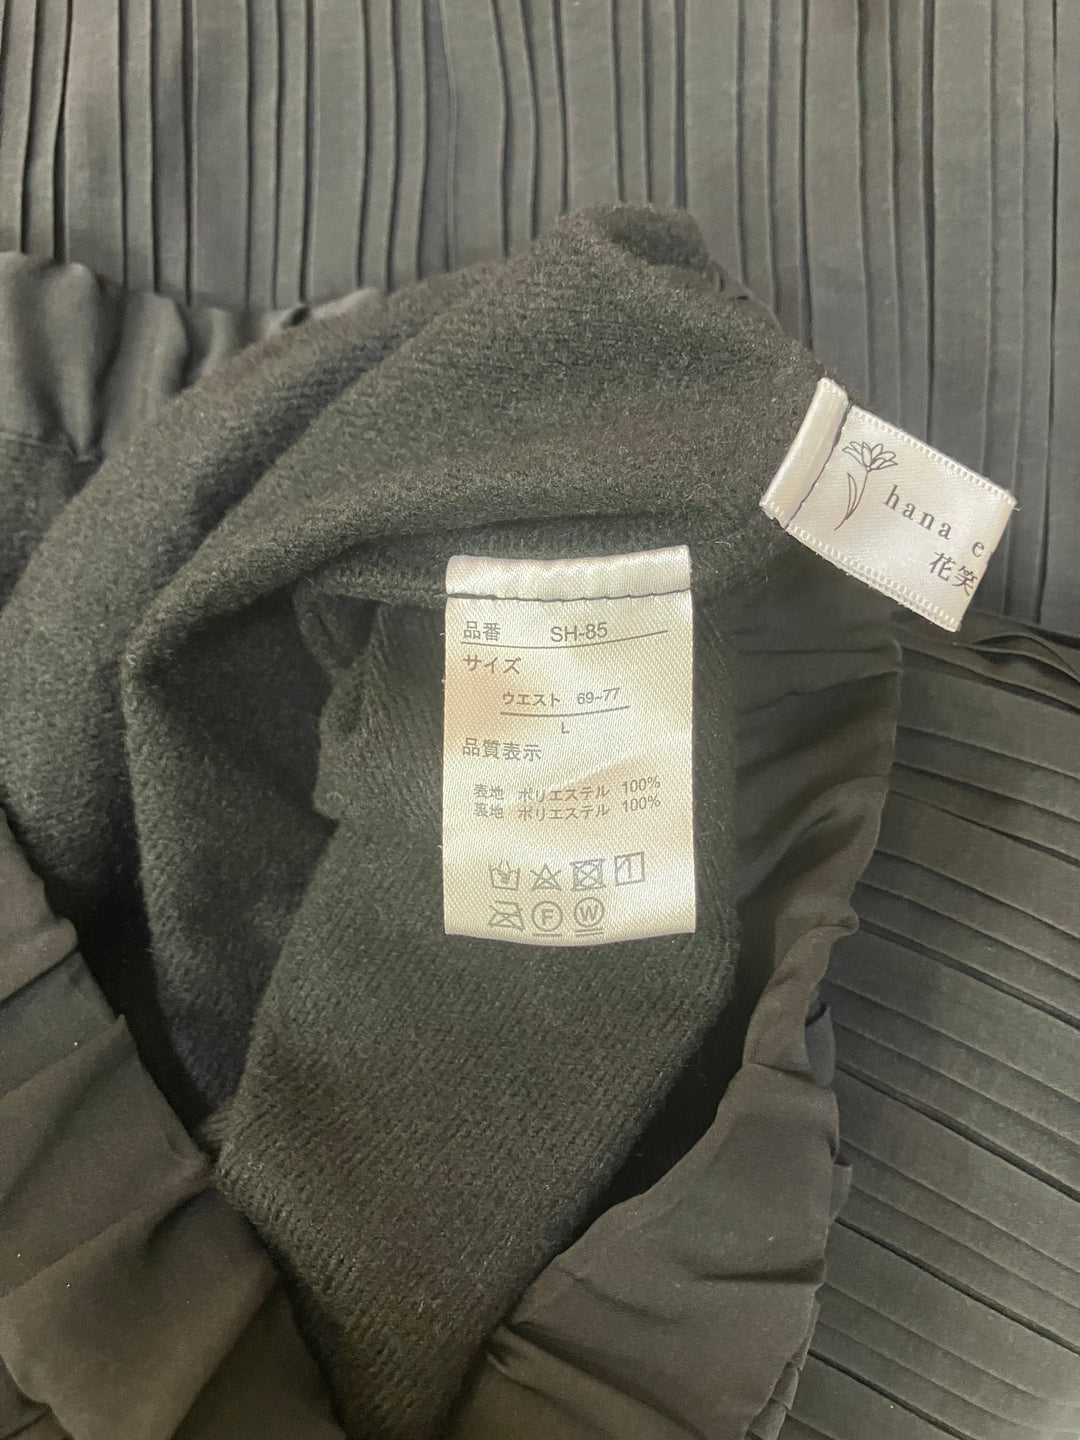 hana e
花笑
品番 SH-85
サイズ
ウエスト 69-77
L
品質表示
表地 ポリエステル 100%
裏地 ポリエステル 100%
F W